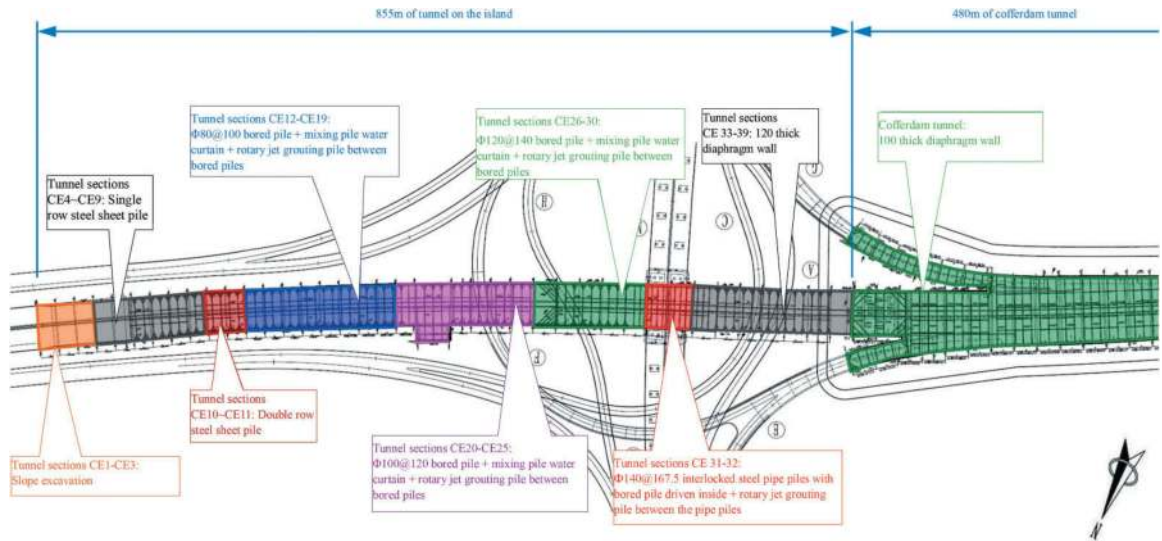 855m of tunnel on the island
480m of cofferdam tunnel
Tunnel sections CE12-CE19:
Φ80@100 bored pile + mixing pile water
curtain + rotary jet grouting pile between
bored piles
Tunnel sections CE26-30:
Φ120@140 bored pile + mixing pile water
curtain + rotary jet grouting pile between
bored piles
Tunnel sections
CE 33-39: 120 thick
diaphragm wall
Cofferdam tunnel:
100 thick diaphragm wall
Tunnel sections
CE4~CE9: Single
row steel sheet pile
Tunnel sections
CE10~CE11: Double row
steel sheet pile
Tunnel sections CE1-CE3:
Slope excavation
Tunnel sections CE20-CE25:
Φ100@120 bored pile + mixing pile water
curtain + rotary jet grouting pile between
bored piles
Tunnel sections CE 31-32:
Φ140@167.5 interlocked steel pipe piles with
bored pile driven inside + rotary jet grouting
pile between the pipe piles
N